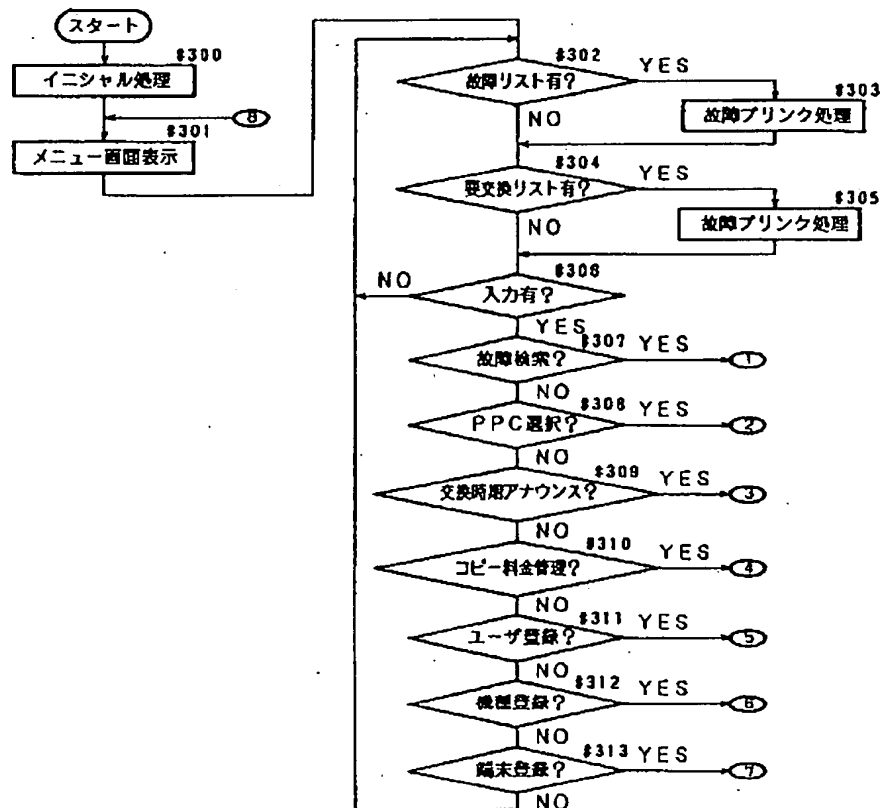 スタート
#300
イニシャル処理
8
#301
メニュー画面表示
#302
故障リスト有?
YES
#303
故障プリンク処理
NO
#304
要交換リスト有?
YES
#305
故障プリンク処理
NO
#306
入力有?
NO
YES
#307
故障検索?
YES
1
NO
#308
PPC選択?
YES
2
NO
#309
交換時期アナウンス?
YES
3
NO
#310
コピー料金管理?
YES
4
NO
#311
ユーザ登録?
YES
5
NO
#312
機種登録?
YES
6
NO
#313
端末登録?
YES
7
NO